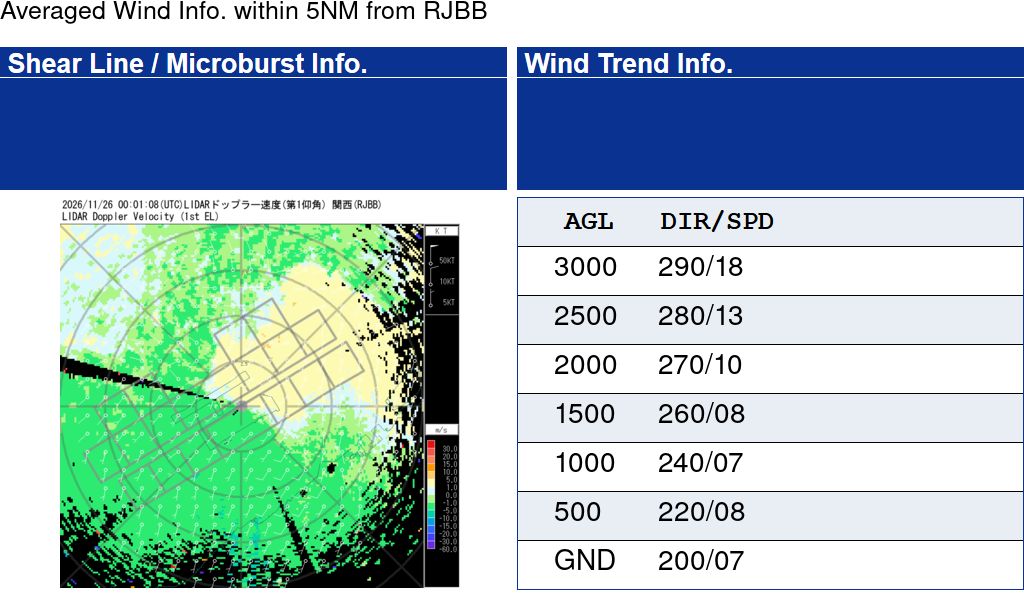 Averaged Wind Info. within 5NM from RJBB
Shear Line / Microburst Info.
Wind Trend Info.
2026/11/26 00:01:08(UTC)LIDARドップラー速度(第1仰角) 関西(RJBB)
LIDAR Doppler Velocity (1st EL)
KT
50KT
10KT
5KT
m/s
30.0
20.0
15.0
10.0
5.0
1.0
0.0
-1.0
-5.0
-10.0
-15.0
-20.0
-30.0
-60.0
AGL DIR/SPD
3000 290/18
2500 280/13
2000 270/10
1500 260/08
1000 240/07
500 220/08
GND 200/07